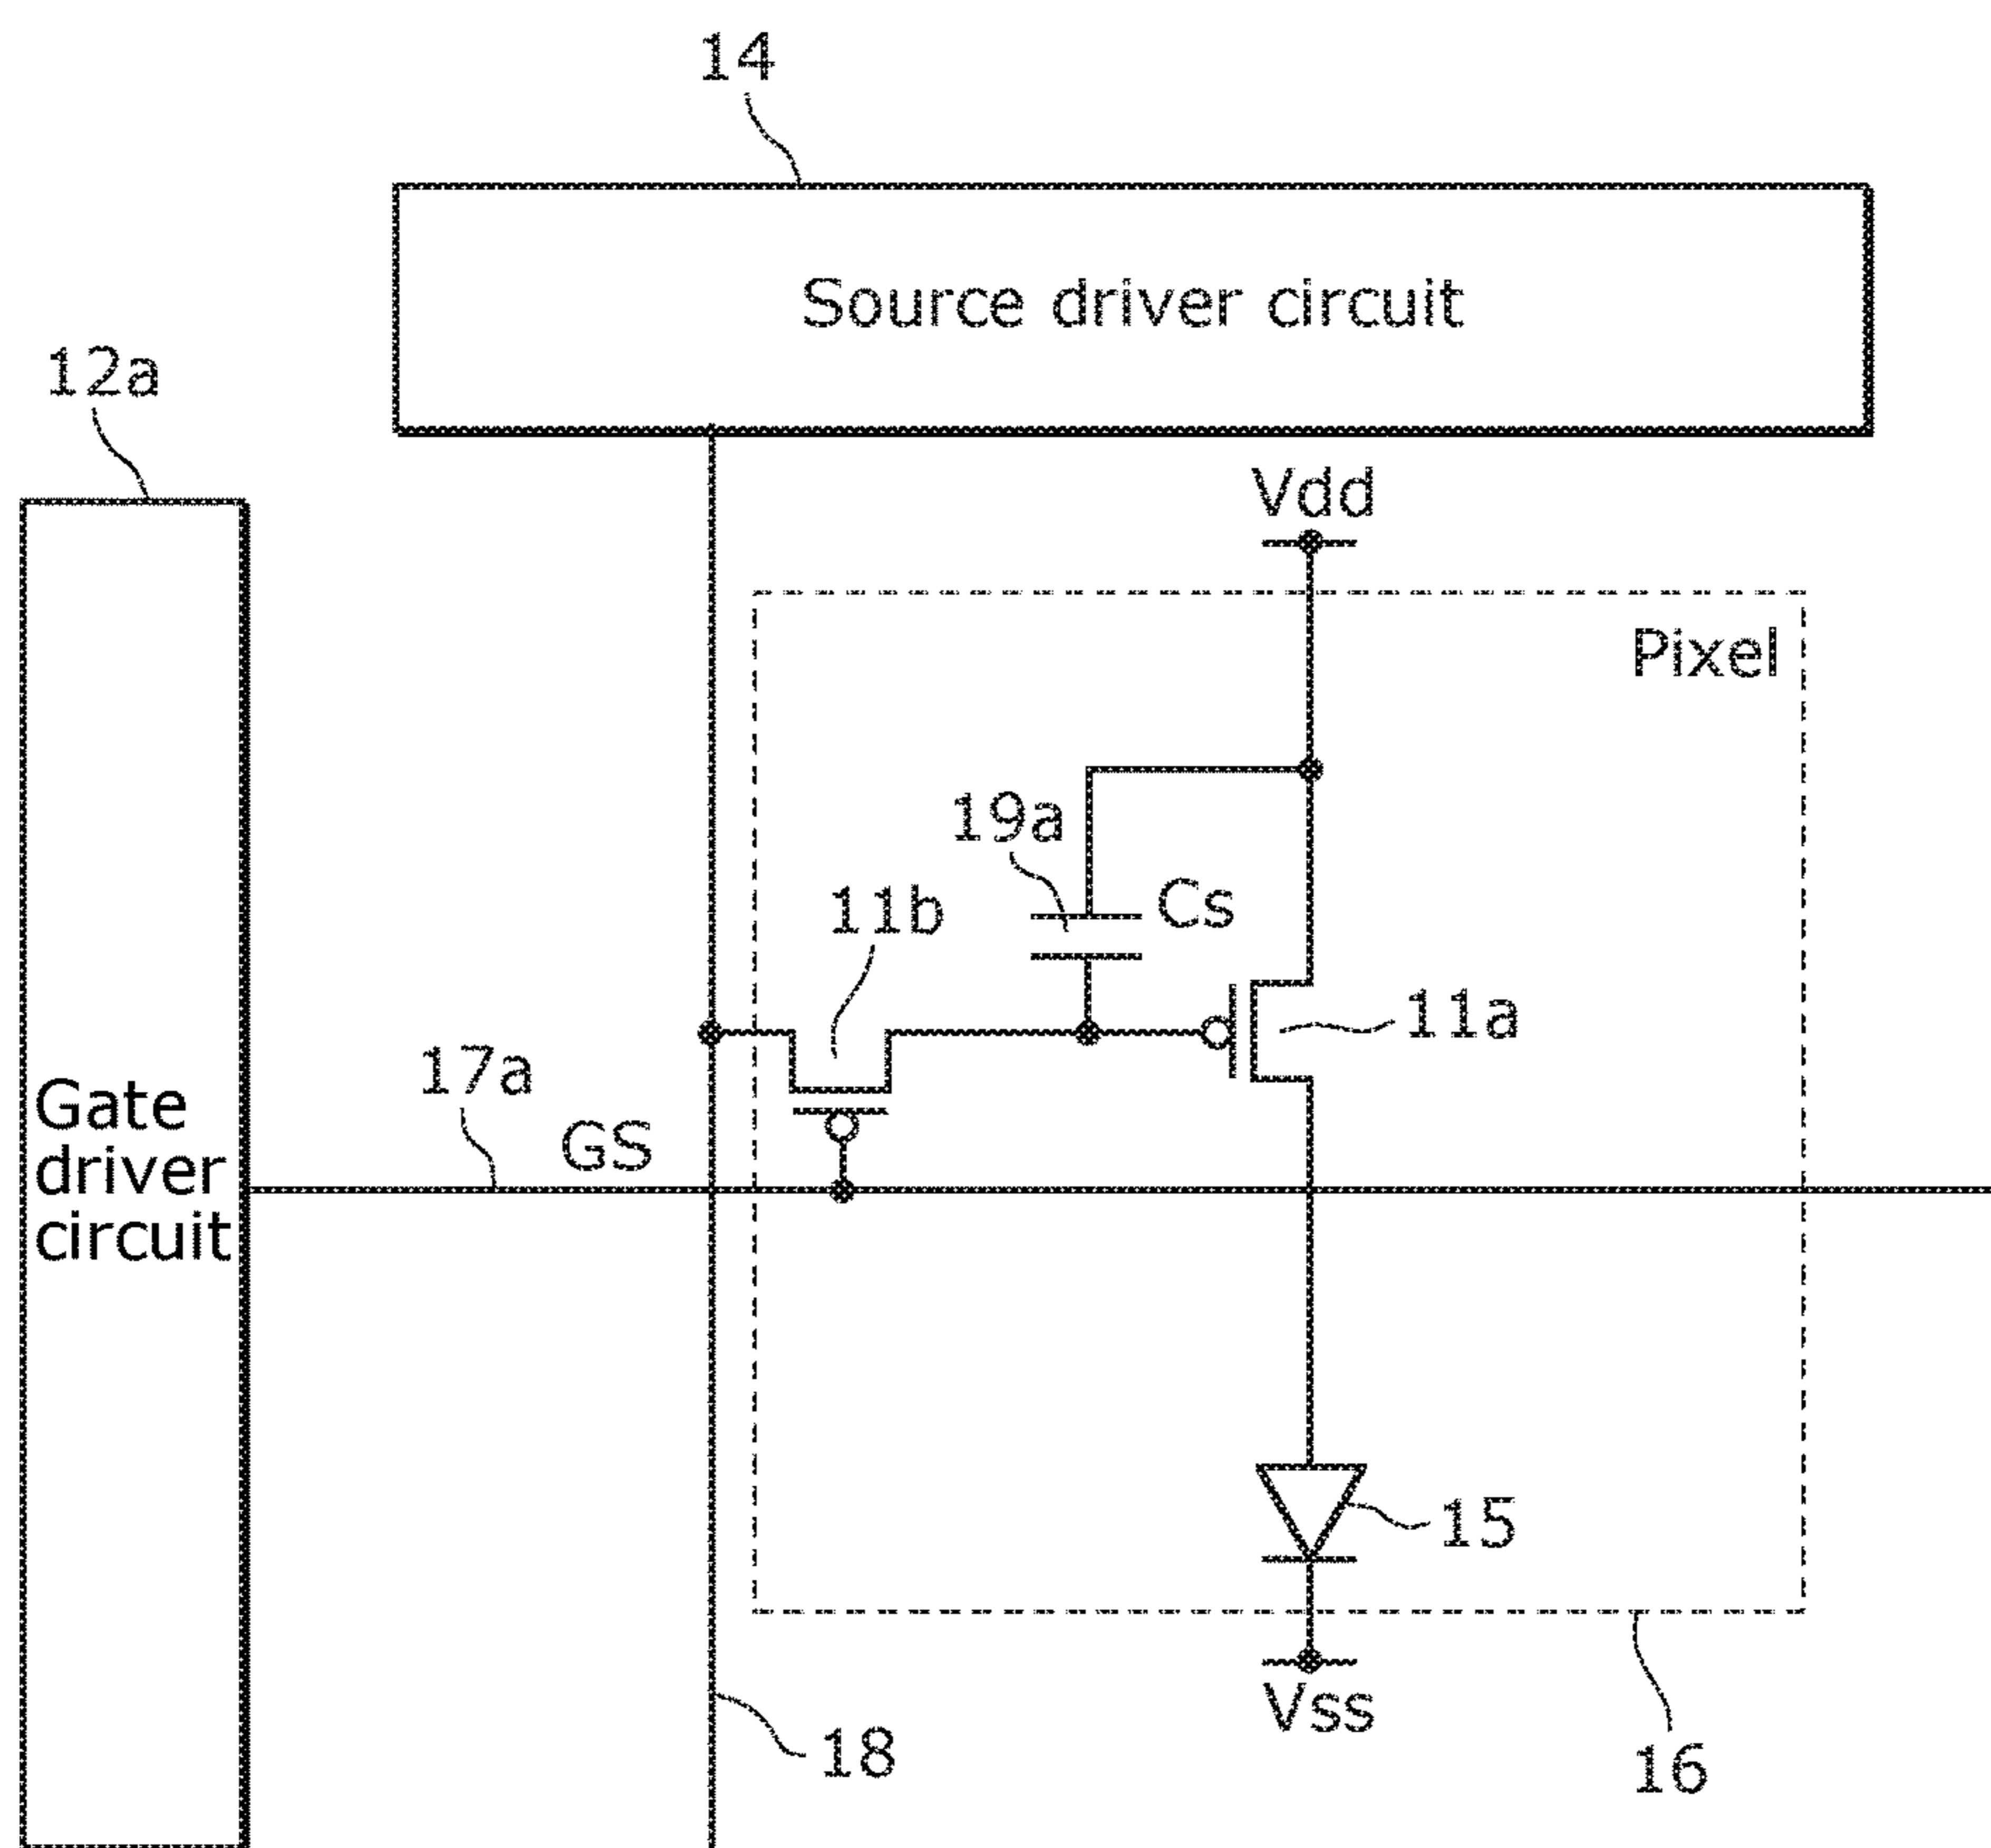 14
Source driver circuit
12a
Vdd
Pixel
19a
Cs
11b
11a
17a
GS
Gate
driver
circuit
15
Vss
18
16